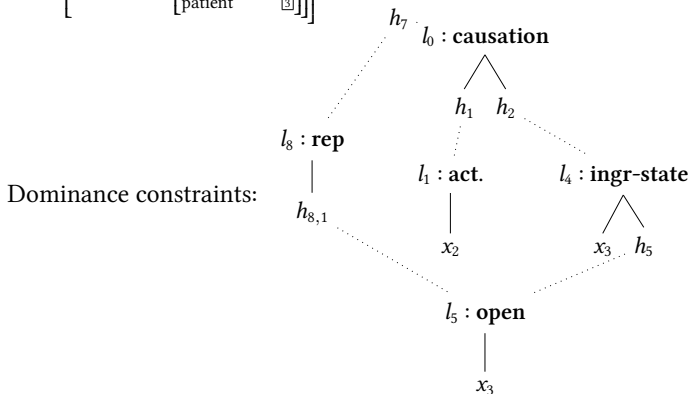 [patient [3]]]]
h₇
l₀ : causation
h₁ h₂
l₈ : rep
l₁ : act.
l₄ : ingr-state
Dominance constraints:
h₈,₁
x₂
x₃ h₅
l₅ : open
x₃